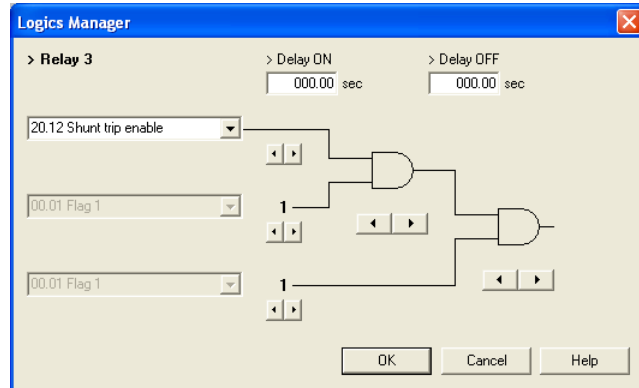 Logics Manager
> Relay 3
> Delay ON
> Delay OFF
000.00 sec
000.00 sec
20.12 Shunt trip enable
00.01 Flag 1
1
00.01 Flag 1
1
OK
Cancel
Help